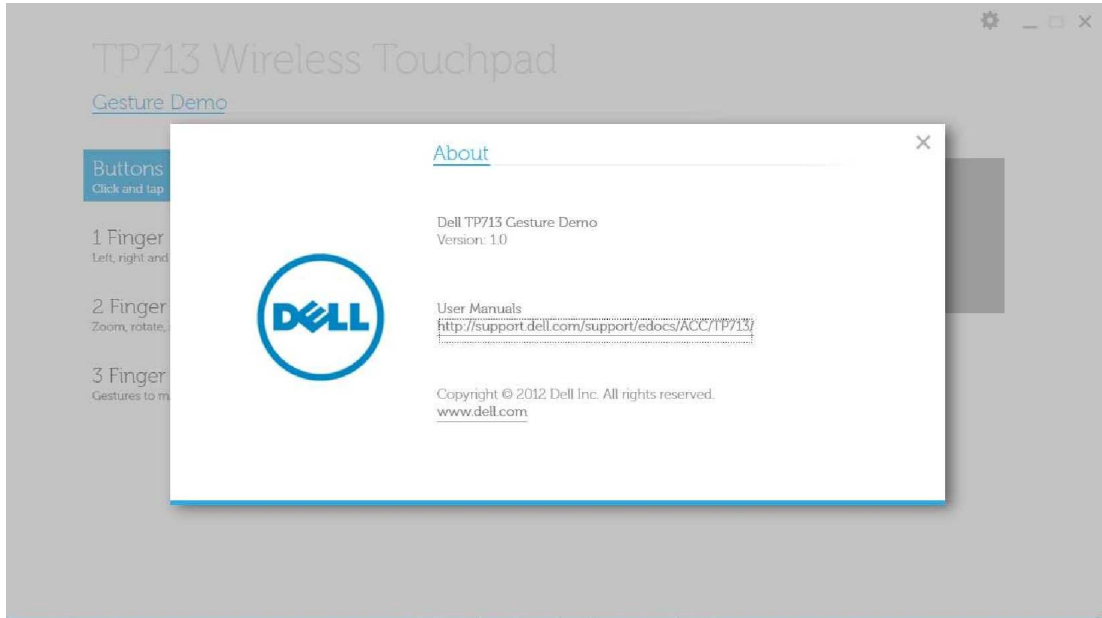 TP713 Wireless Touchpad
Gesture Demo
About
Buttons
Click and tap
Dell TP713 Gesture Demo
Version: 1.0
1 Finger
Left, right and
DELL
2 Finger
Zoom, rotate,
User Manuals
http://support.dell.com/support/edocs/ACC/TP713/
3 Finger
Gestures to m
Copyright © 2012 Dell Inc. All rights reserved.
www.dell.com